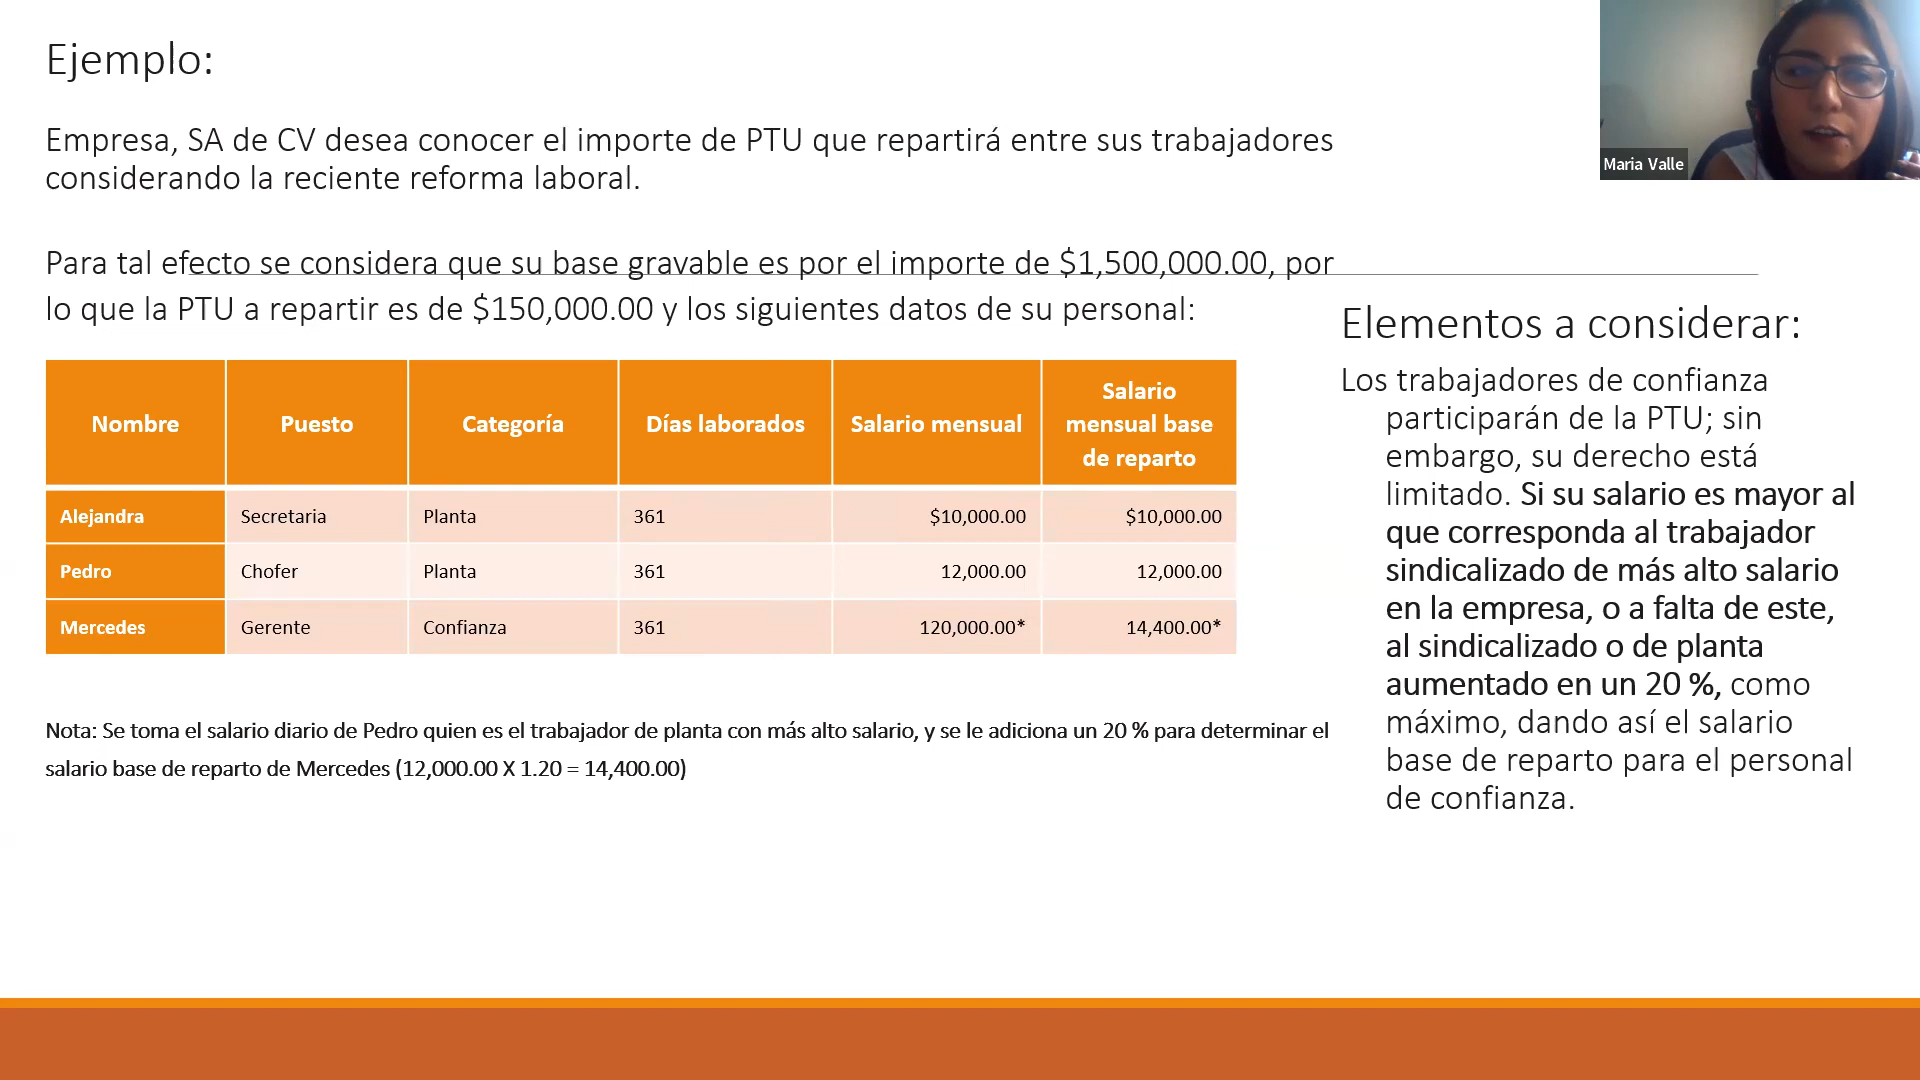 Ejemplo:
Empresa, SA de CV desea conocer el importe de PTU que repartirá entre sus trabajadores
considerando la reciente reforma laboral.
Para tal efecto se considera que su base gravable es por el importe de $1,500,000.00, por
lo que la PTU a repartir es de $150,000.00 y los siguientes datos de su personal:
Nombre Puesto Categoría Días laborados Salario mensual Salario mensual base de reparto
Alejandra Secretaria Planta 361 $10,000.00 $10,000.00
Pedro Chofer Planta 361 12,000.00 12,000.00
Mercedes Gerente Confianza 361 120,000.00* 14,400.00*
Nota: Se toma el salario diario de Pedro quien es el trabajador de planta con más alto salario, y se le adiciona un 20 % para determinar el
salario base de reparto de Mercedes (12,000.00 X 1.20 = 14,400.00)
Maria Valle
Elementos a considerar:
Los trabajadores de confianza
participarán de la PTU; sin
embargo, su derecho está
limitado. Si su salario es mayor al
que corresponda al trabajador
sindicalizado de más alto salario
en la empresa, o a falta de este,
al sindicalizado o de planta
aumentado en un 20 %, como
máximo, dando así el salario
base de reparto para el personal
de confianza.